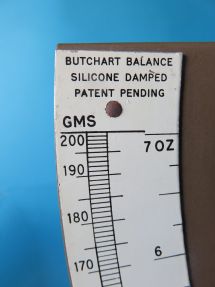 BUTCHART BALANCE
SILICONE DAMPED
PATENT PENDING
GMS
200
7 OZ
190
180
6
170